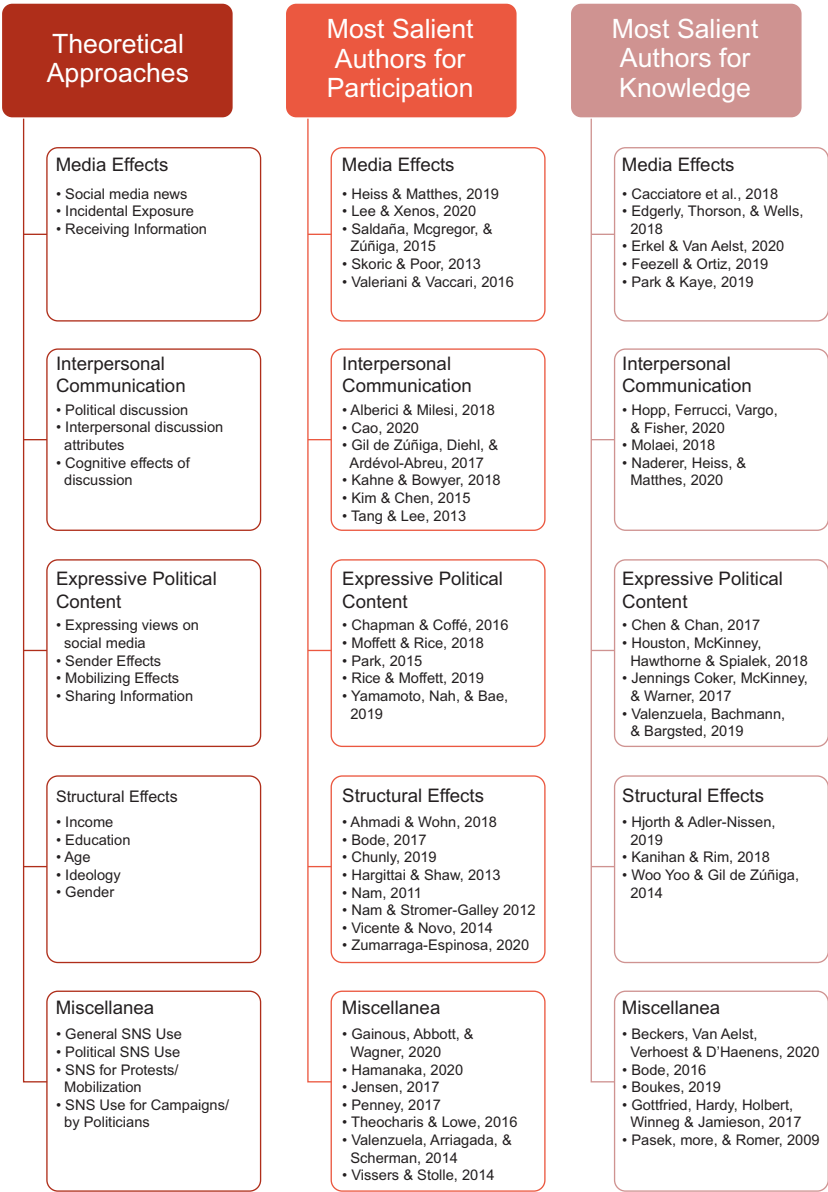 Theoretical
Approaches
Media Effects
• Social media news
• Incidental Exposure
• Receiving Information
Interpersonal
Communication
• Political discussion
• Interpersonal discussion
attributes
• Cognitive effects of
discussion
Expressive Political
Content
• Expressing views on
social media
• Sender Effects
• Mobilizing Effects
• Sharing Information
Structural Effects
• Income
• Education
• Age
• Ideology
• Gender
Miscellanea
• General SNS Use
• Political SNS Use
• SNS for Protests/
Mobilization
• SNS Use for Campaigns/
by Politicians
Most Salient
Authors for
Participation
Media Effects
• Heiss & Matthes, 2019
• Lee & Xenos, 2020
• Saldaña, Mcgregor, &
Zúñiga, 2015
• Skoric & Poor, 2013
• Valeriani & Vaccari, 2016
Interpersonal
Communication
• Alberici & Milesi, 2018
• Cao, 2020
• Gil de Zúñiga, Diehl, &
Ardévol-Abreu, 2017
• Kahne & Bowyer, 2018
• Kim & Chen, 2015
• Tang & Lee, 2013
Expressive Political
Content
• Chapman & Coffé, 2016
• Moffett & Rice, 2018
• Park, 2015
• Rice & Moffett, 2019
• Yamamoto, Nah, & Bae,
2019
Structural Effects
• Ahmadi & Wohn, 2018
• Bode, 2017
• Chunly, 2019
• Hargittai & Shaw, 2013
• Nam, 2011
• Nam & Stromer-Galley 2012
• Vicente & Novo, 2014
• Zumarraga-Espinosa, 2020
Miscellanea
• Gainous, Abbott, &
Wagner, 2020
• Hamanaka, 2020
• Jensen, 2017
• Penney, 2017
• Theocharis & Lowe, 2016
• Valenzuela, Arriagada, &
Scherman, 2014
• Vissers & Stolle, 2014
Most Salient
Authors for
Knowledge
Media Effects
• Cacciatore et al., 2018
• Edgerly, Thorson, & Wells,
2018
• Erkel & Van Aelst, 2020
• Feezell & Ortiz, 2019
• Park & Kaye, 2019
Interpersonal
Communication
• Hopp, Ferrucci, Vargo,
& Fisher, 2020
• Molaei, 2018
• Naderer, Heiss, &
Matthes, 2020
Expressive Political
Content
• Chen & Chan, 2017
• Houston, McKinney,
Hawthorne & Spialek, 2018
• Jennings Coker, McKinney,
& Warner, 2017
• Valenzuela, Bachmann,
& Bargsted, 2019
Structural Effects
• Hjorth & Adler-Nissen,
2019
• Kanihan & Rim, 2018
• Woo Yoo & Gil de Zúñiga,
2014
Miscellanea
• Beckers, Van Aelst,
Verhoest & D’Haenens, 2020
• Bode, 2016
• Boukes, 2019
• Gottfried, Hardy, Holbert,
Winneg & Jamieson, 2017
• Pasek, more, & Romer, 2009